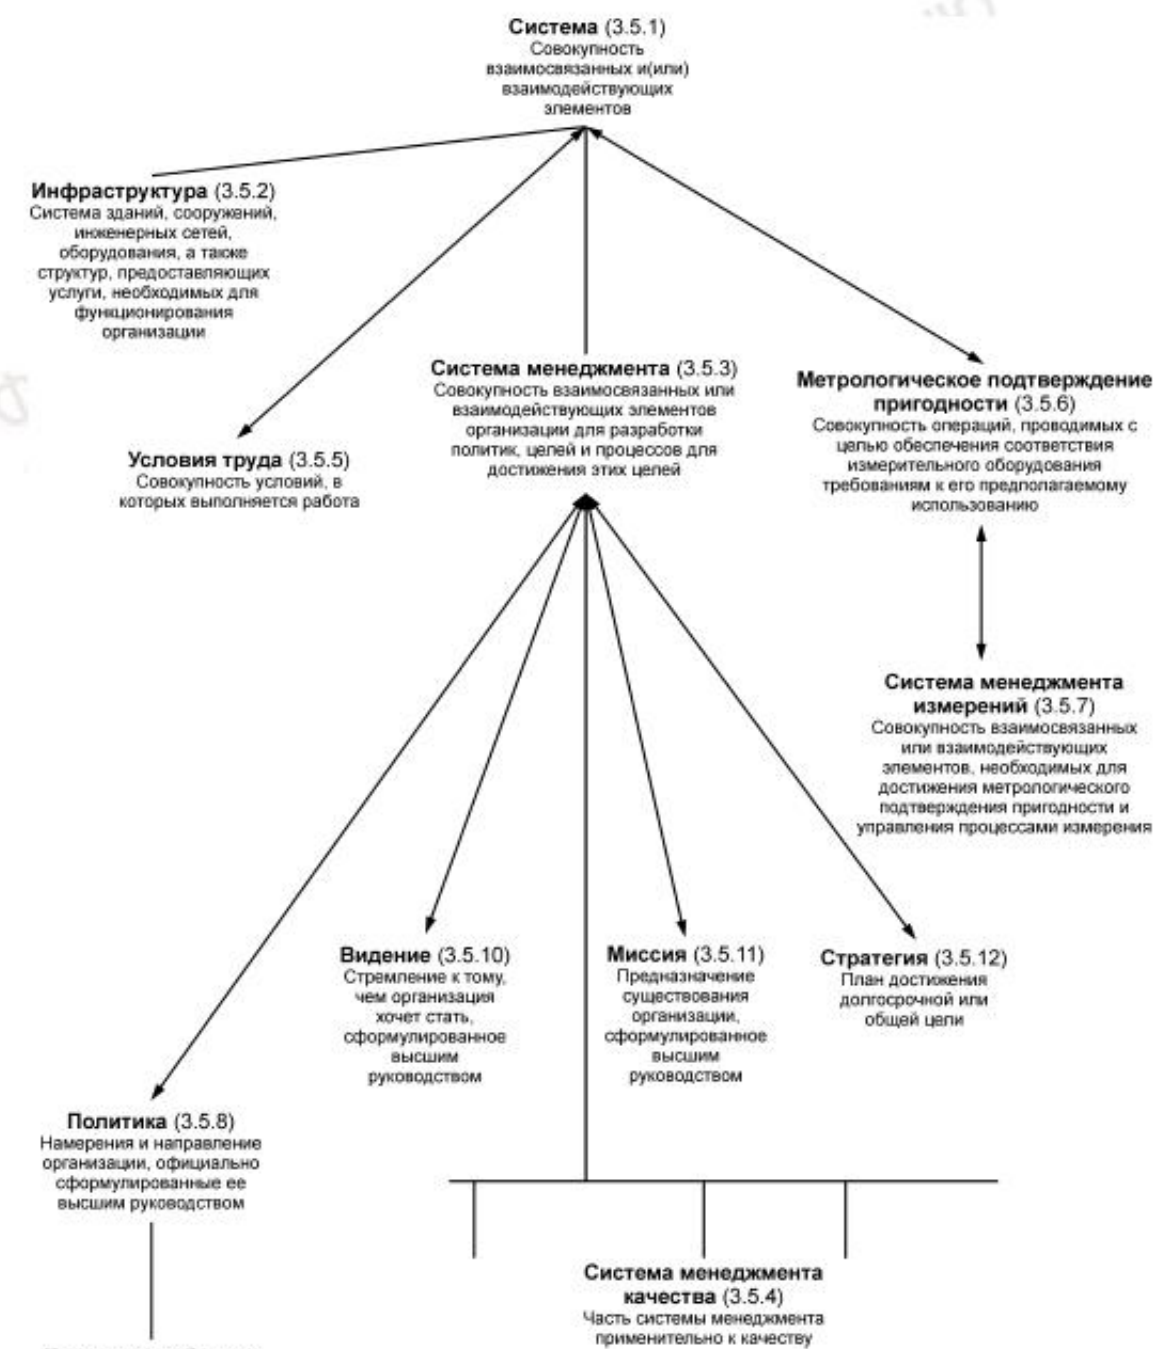 Система (3.5.1)
Совокупность
взаимосвязанных и(или)
взаимодействующих
элементов
Инфраструктура (3.5.2)
Система зданий, сооружений,
инженерных сетей,
оборудования, а также
структур, предоставляющих
услуги, необходимых для
функционирования
организации
Система менеджмента (3.5.3)
Совокупность взаимосвязанных или
взаимодействующих элементов
организации для разработки
политик, целей и процессов для
достижения этих целей
Метрологическое подтверждение
пригодности (3.5.6)
Совокупность операций, проводимых с
целью обеспечения соответствия
измерительного оборудования
требованиям к его предполагаемому
использованию
Условия труда (3.5.5)
Совокупность условий, в
которых выполняется работа
Система менеджмента
измерений (3.5.7)
Совокупность взаимосвязанных
или взаимодействующих
элементов, необходимых для
достижения метрологического
подтверждения пригодности и
управления процессами измерения
Видение (3.5.10)
Стремление к тому,
чем организация
хочет стать,
сформулированное
высшим
руководством
Миссия (3.5.11)
Предназначение
существования
организации,
сформулированное
высшим
руководством
Стратегия (3.5.12)
План достижения
долгосрочной или
общей цели
Политика (3.5.8)
Намерения и направление
организации, официально
сформулированные ее
высшим руководством
Система менеджмента
качества (3.5.4)
Часть системы менеджмента
применительно к качеству